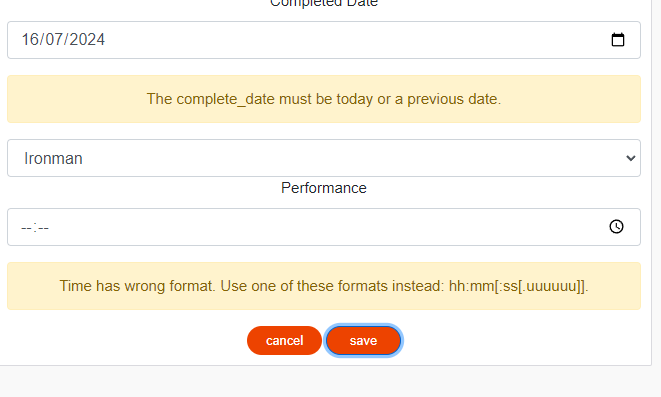 Completed Date
16/07/2024
The complete_date must be today or a previous date.
Ironman
Performance
--:--
Time has wrong format. Use one of these formats instead: hh:mm[:ss[.uuuuuu]].
cancel save